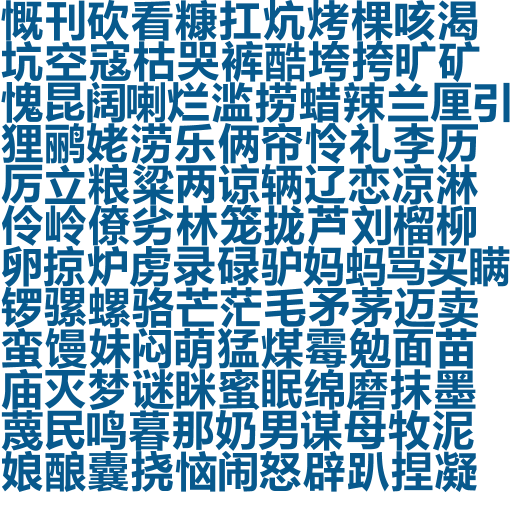 慨刊砍看糠扛炕烤棵咳渴
坑空寇枯哭裤酷垮挎旷矿
愧昆阔喇烂滥捞蜡辣兰厘引
狸鹂姥涝乐俩帘怜礼李历
厉立粮粱两谅辆辽恋凉淋
伶岭僚劣林笼拢芦刘榴柳
卵掠炉虏录碌驴妈蚂骂买瞒
锣骡螺骆芒茫毛矛茅迈卖
蛮馒妹闷萌猛煤霉勉面苗
庙灭梦谜眯蜜眠绵磨抹墨
蔑民鸣暮那奶男谋母牧泥
娘酿囊挠恼闹怒辟趴捏凝